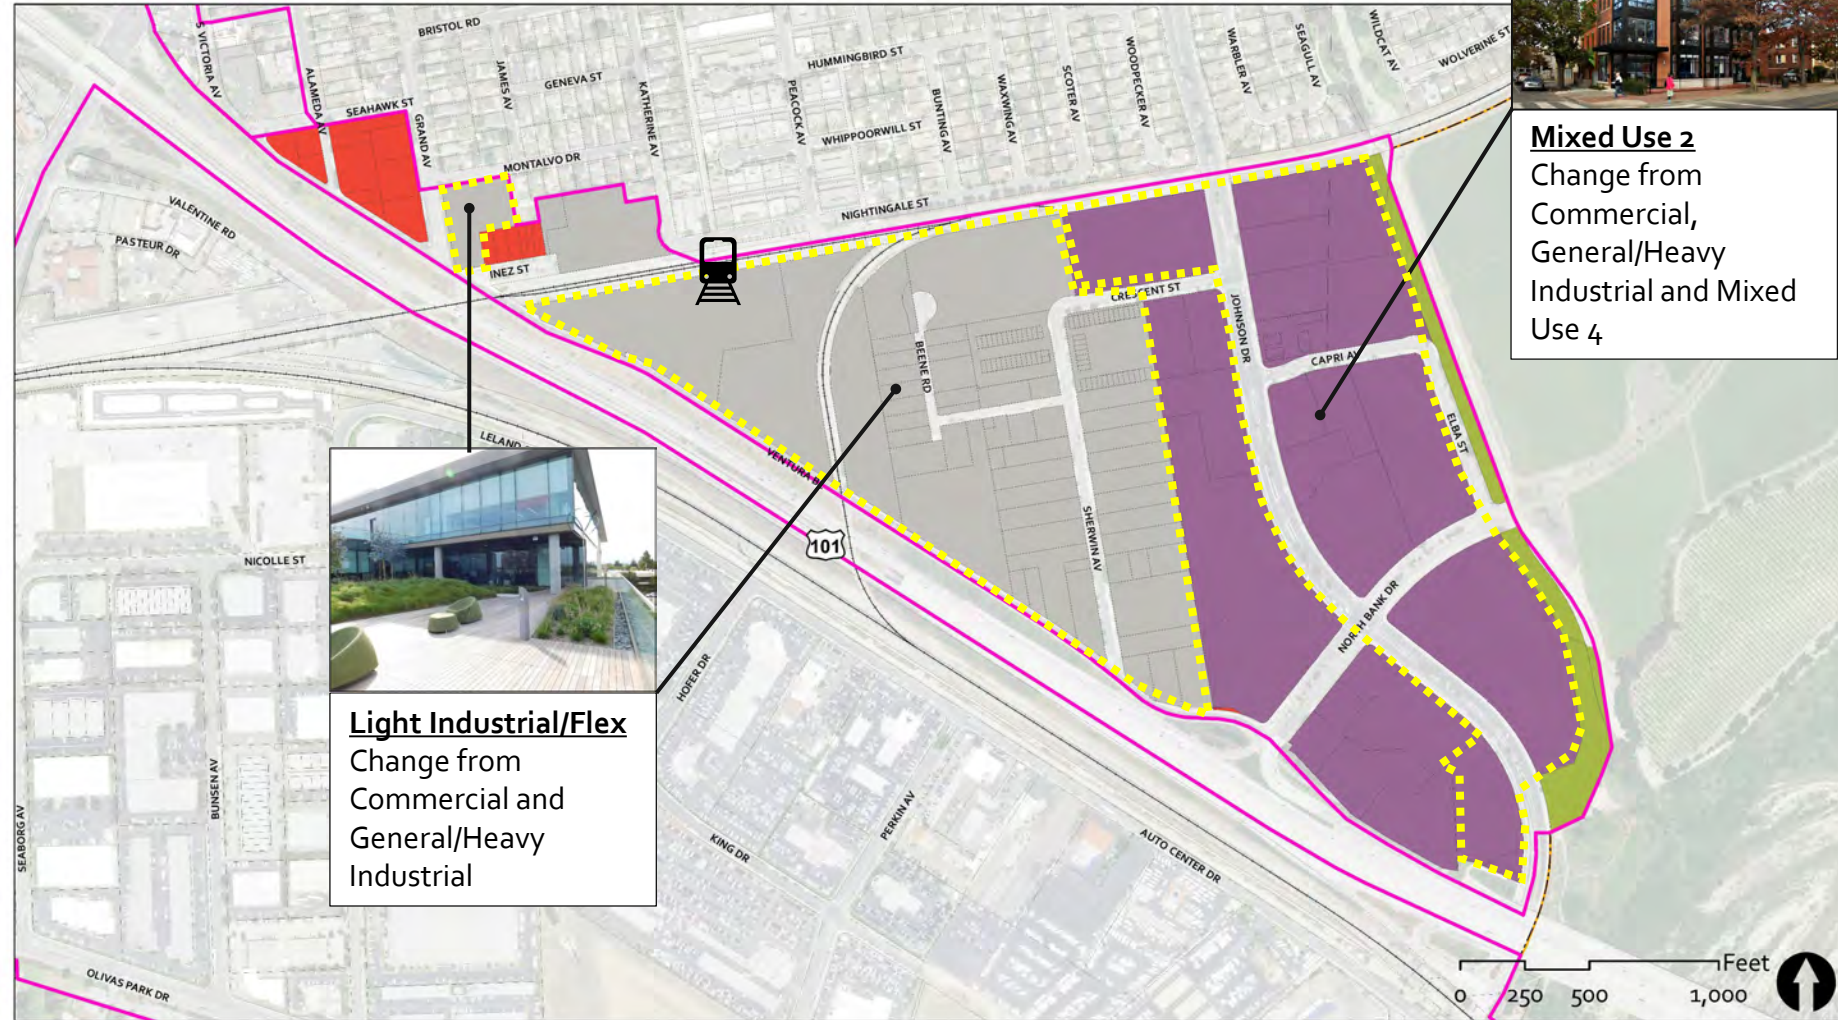 BRISTOL RD
S VICTORIA AV
ALAMEDA AV
SEAHAWK ST
GRAND AV
JAMES AV
GENEVA ST
KATHERINE AV
MONTALVO DR
HUMMINGBIRD ST
PEACOCK AV
WHIPPOORWILL ST
BUNTING AV
WAXWING AV
SCOTER AV
WOODPECKER AV
WARBLER AV
SEAGULL AV
WILDCAT AV
WOLVERINE ST
NIGHTINGALE ST
VALENTINE RD
PASTEUR DR
INEZ ST
CRESCENT ST
JOHNSON DR
CAPRI AV
ELBA ST
BEENE RD
SHERWIN AV
NORTH BANK DR
LELAND
VENTURA B
101
NICOLLE ST
HOFER DR
BUNSEN AV
SEABORG AV
KING DR
PERKIN AV
AUTO CENTER DR
OLIVAS PARK DR
Mixed Use 2
Change from
Commercial,
General/Heavy
Industrial and Mixed
Use 4
Light Industrial/Flex
Change from
Commercial and
General/Heavy
Industrial
Feet
0 250 500 1,000